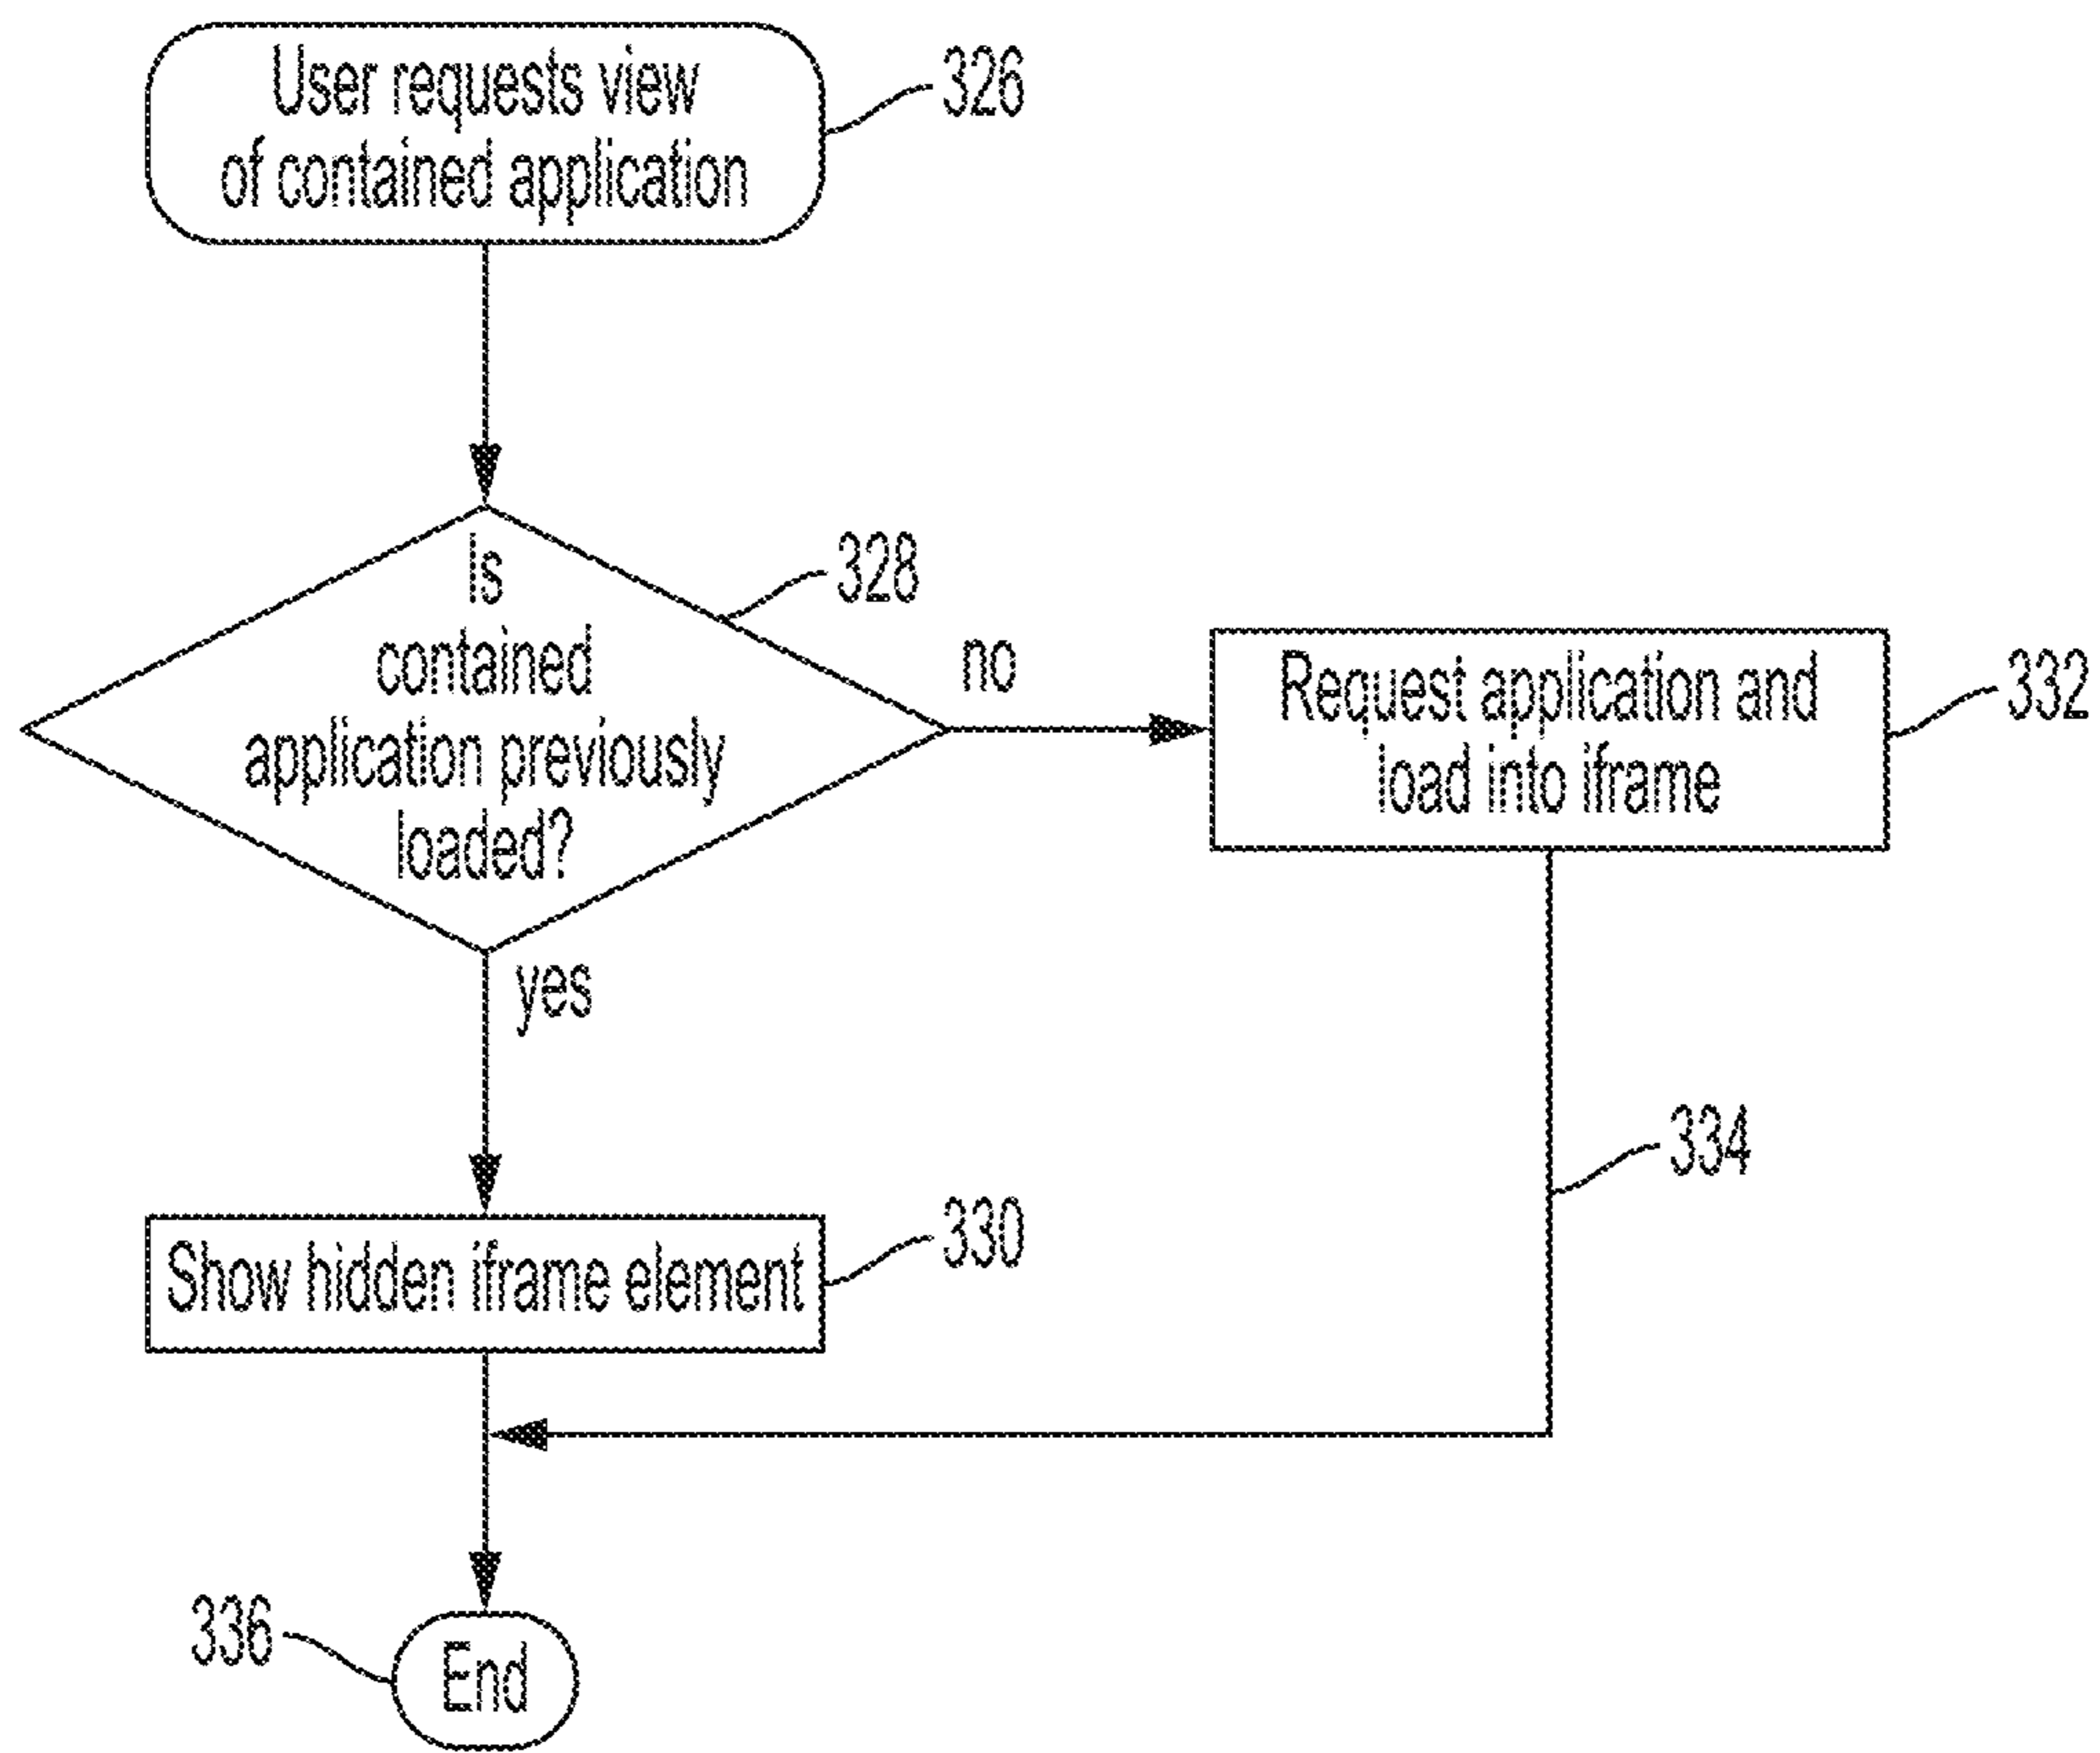 User requests view
of contained application
326
Is
contained
application previously
loaded?
328
no
Request application and
load into iframe
332
yes
334
Show hidden iframe element
330
336
End